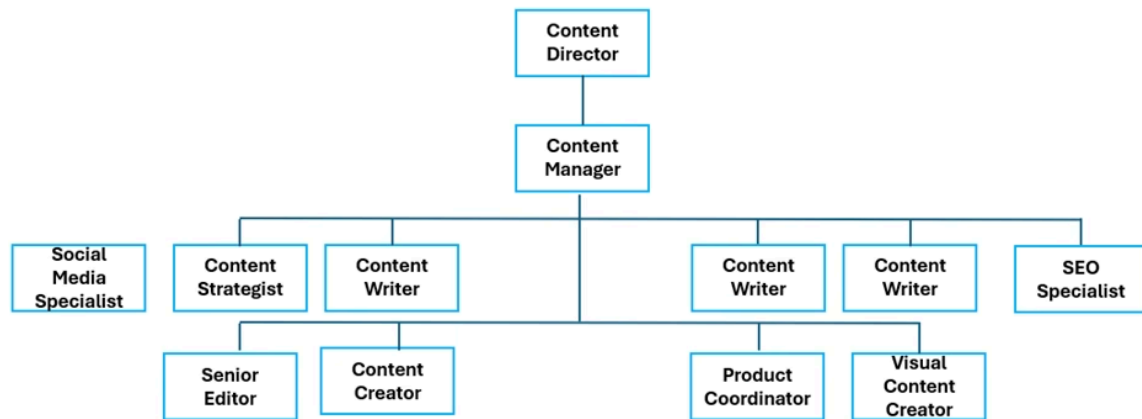 Content
Director
Content
Manager
Social
Media
Specialist
Content
Strategist
Content
Writer
Content
Writer
Content
Writer
SEO
Specialist
Senior
Editor
Content
Creator
Product
Coordinator
Visual
Content
Creator